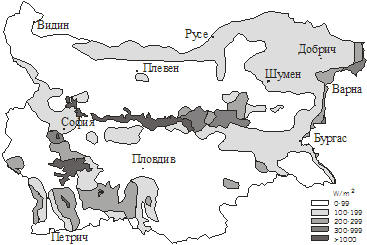 Видин
Русе
Добрич
Плевен
Шумен
Варна
София
Бургас
Пловдив
Петрич
W/m²
0-99
100-199
200-299
300-999
>1000